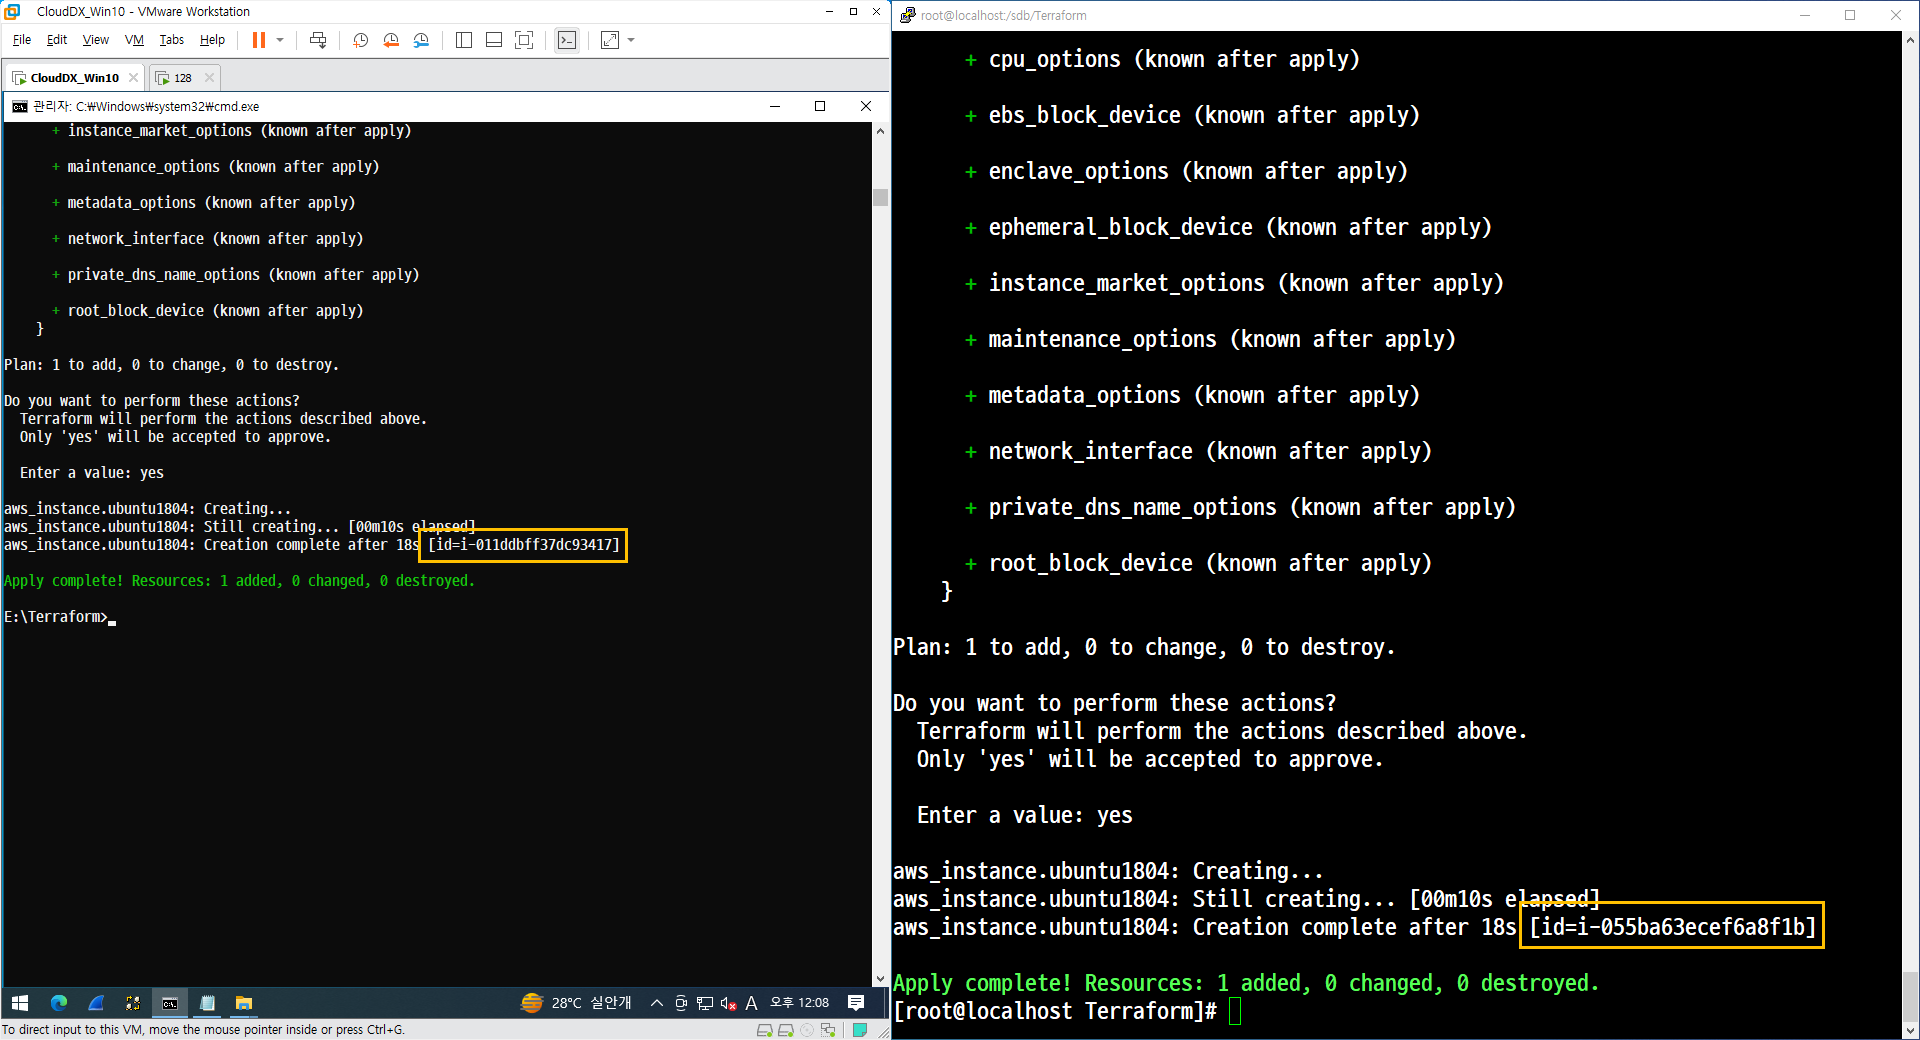 CloudDX_Win10 - VMware Workstation
File Edit View VM Tabs Help
CloudDX_Win10
128
관리자: C:₩Windows₩system32₩cmd.exe
+ instance_market_options (known after apply)
+ maintenance_options (known after apply)
+ metadata_options (known after apply)
+ network_interface (known after apply)
+ private_dns_name_options (known after apply)
+ root_block_device (known after apply)
}
Plan: 1 to add, 0 to change, 0 to destroy.
Do you want to perform these actions?
Terraform will perform the actions described above.
Only 'yes' will be accepted to approve.
Enter a value: yes
aws_instance.ubuntu1804: Creating...
aws_instance.ubuntu1804: Still creating... [00m10s elapsed]
aws_instance.ubuntu1804: Creation complete after 18s [id=i-011ddbff37dc93417]
Apply complete! Resources: 1 added, 0 changed, 0 destroyed.
E:\Terraform>
28°C 실안개
A
오후 12:08
To direct input to this VM, move the mouse pointer inside or press Ctrl+G.
root@localhost:/sdb/Terraform
+ cpu_options (known after apply)
+ ebs_block_device (known after apply)
+ enclave_options (known after apply)
+ ephemeral_block_device (known after apply)
+ instance_market_options (known after apply)
+ maintenance_options (known after apply)
+ metadata_options (known after apply)
+ network_interface (known after apply)
+ private_dns_name_options (known after apply)
+ root_block_device (known after apply)
}
Plan: 1 to add, 0 to change, 0 to destroy.
Do you want to perform these actions?
Terraform will perform the actions described above.
Only 'yes' will be accepted to approve.
Enter a value: yes
aws_instance.ubuntu1804: Creating...
aws_instance.ubuntu1804: Still creating... [00m10s elapsed]
aws_instance.ubuntu1804: Creation complete after 18s [id=i-055ba63ecef6a8f1b]
Apply complete! Resources: 1 added, 0 changed, 0 destroyed.
[root@localhost Terraform]#